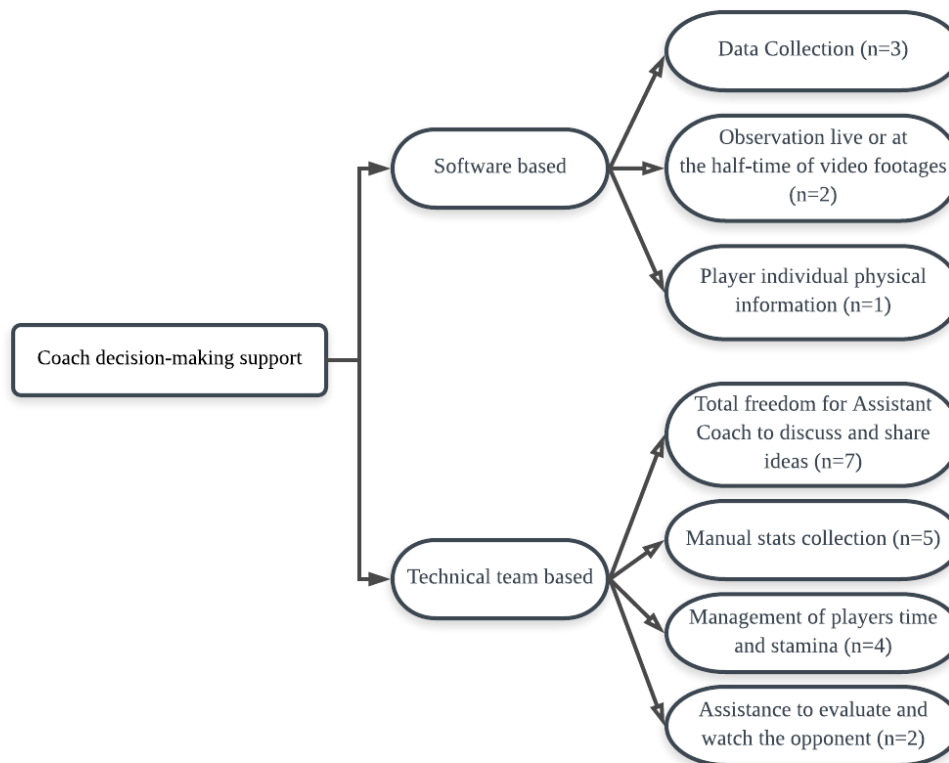 Data Collection (n=3)
Observation live or at
the half-time of video footages
(n=2)
Software based
Player individual physical
information (n=1)
Coach decision-making support
Total freedom for Assistant
Coach to discuss and share
ideas (n=7)
Manual stats collection (n=5)
Technical team based
Management of players time
and stamina (n=4)
Assistance to evaluate and
watch the opponent (n=2)